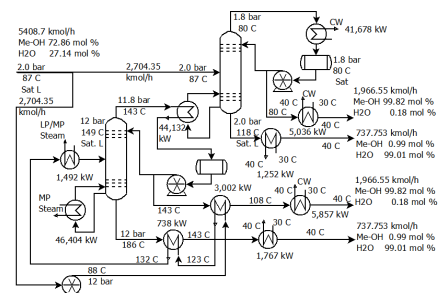 5408.7 kmol/h
Me-OH 72.86 mol %
H2O 27.14 mol %
2.0 bar
87 C
Sat L
2,704.35
kmol/h
2,704.35
kmol/h
2.0 bar
87 C
1.8 bar
80 C
CW
41,678 kW
1.8 bar
80 C
Sat
1,966.55 kmol/h
Me-OH 99.82 mol %
H2O 0.18 mol %
40 C
CW
30 C
80 C
5,036 kW
40 C
2.0 bar
118 C
Sat. L
40 C
30 C
1,252 kW
40 C
737.753 kmol/h
Me-OH 0.99 mol %
H2O 99.01 mol %
11.8 bar
143 C
44,132
kW
12 bar
149 C
Sat. L
LP/MP
Steam
1,492 kW
MP
Steam
46,404 kW
143 C
3,002 kW
108 C
40 C
CW
30 C
5,857 kW
40 C
1,966.55 kmol/h
Me-OH 99.82 mol %
H2O 0.18 mol %
12 bar
186 C
738 kW
143 C
40 C
30 C
1,767 kW
40 C
737.753 kmol/h
Me-OH 0.99 mol %
H2O 99.01 mol %
132 C
123 C
88 C
12 bar